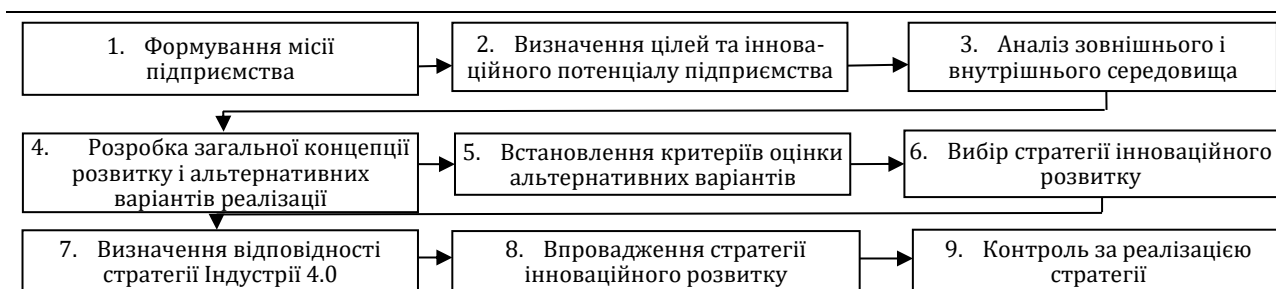 1. Формування місії
підприємства
2. Визначення цілей та іннова-
ційного потенціалу підприємства
3. Аналіз зовнішнього і
внутрішнього середовища
4. Розробка загальної концепції
розвитку і альтернативних
варіантів реалізації
5. Встановлення критеріїв оцінки
альтернативних варіантів
6. Вибір стратегії інноваційного
розвитку
7. Визначення відповідності
стратегії Індустрії 4.0
8. Впровадження стратегії
інноваційного розвитку
9. Контроль за реалізацією
стратегії